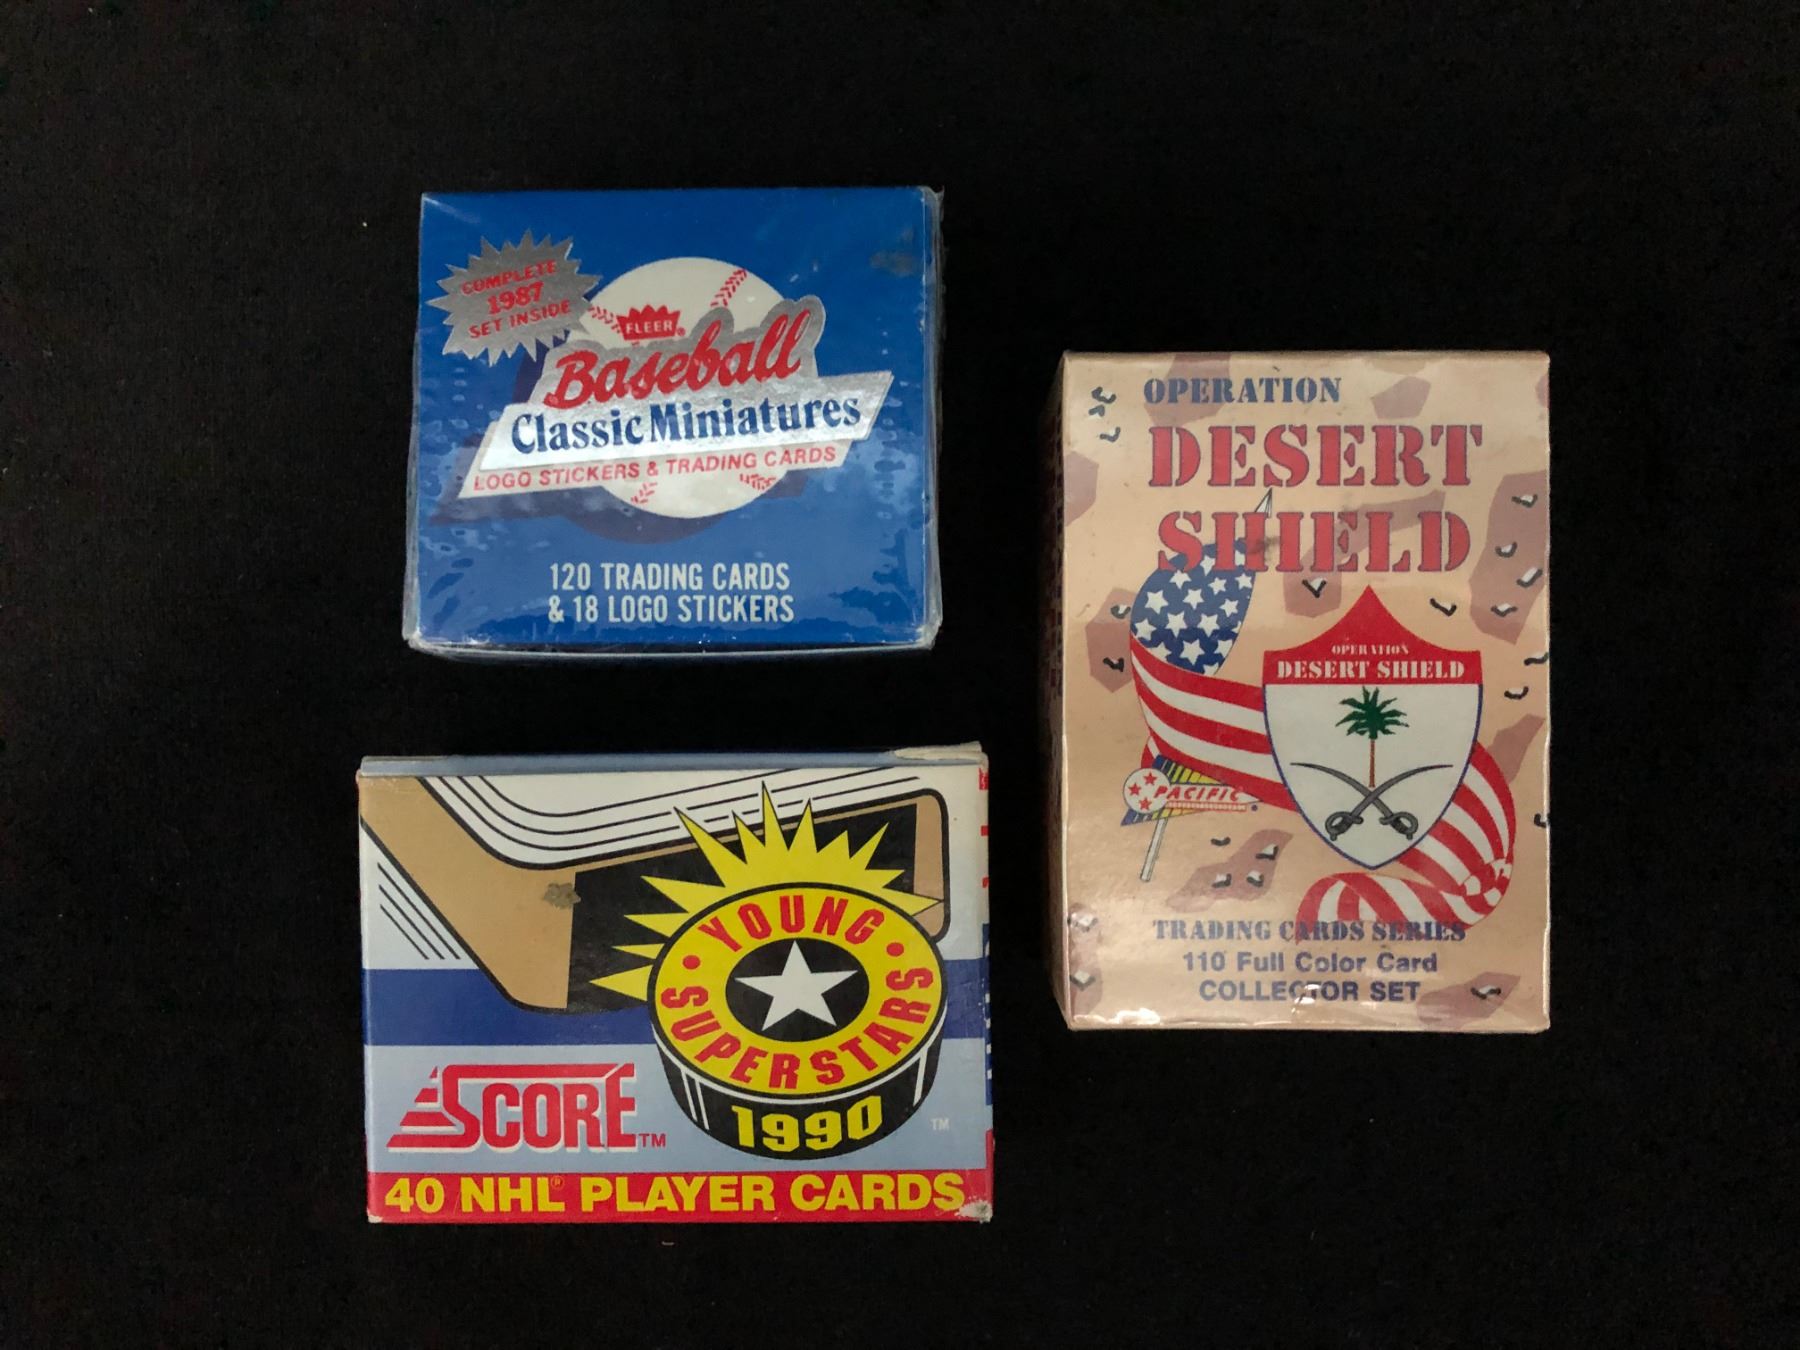 COMPLETE
1987
SET INSIDE
FLEER®
Baseball
Classic Miniatures
LOGO STICKERS & TRADING CARDS
120 TRADING CARDS
& 18 LOGO STICKERS
OPERATION
DESERT
SHIELD
OPERATION
DESERT SHIELD
PACIFIC
TRADING CARDS SERIES
110 Full Color Card
COLLECTOR SET
YOUNG
SUPERSTARS
1990
TM
SCORE TM
40 NHL® PLAYER CARDS